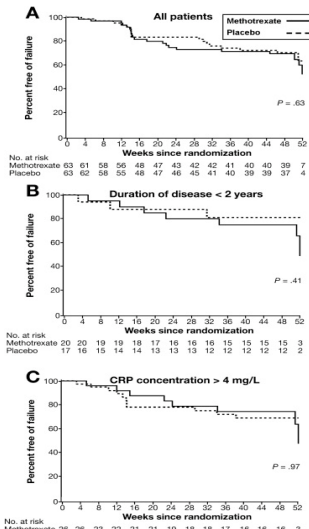 A
All patients
Methotrexate
Placebo
Percent free of failure
100
80
60
40
20
0
P = .63
0 4 8 12 16 20 24 28 32 36 40 44 48 52
Weeks since randomization
No. at risk
Methotrexate 63 61 58 56 48 47 43 42 42 41 40 40 39 7
Placebo 63 62 58 55 48 47 46 45 41 40 39 39 37 4
B
Duration of disease < 2 years
Percent free of failure
100
80
60
40
20
0
P = .41
0 4 8 12 16 20 24 28 32 36 40 44 48 52
Weeks since randomization
No. at risk
Methotrexate 20 20 19 19 18 17 16 16 16 15 15 15 15 3
Placebo 17 16 15 14 14 13 13 13 12 12 12 12 12 2
C
CRP concentration > 4 mg/L
Percent free of failure
100
80
60
40
20
0
P = .97
0 4 8 12 16 20 24 28 32 36 40 44 48 52
Weeks since randomization
No. at risk